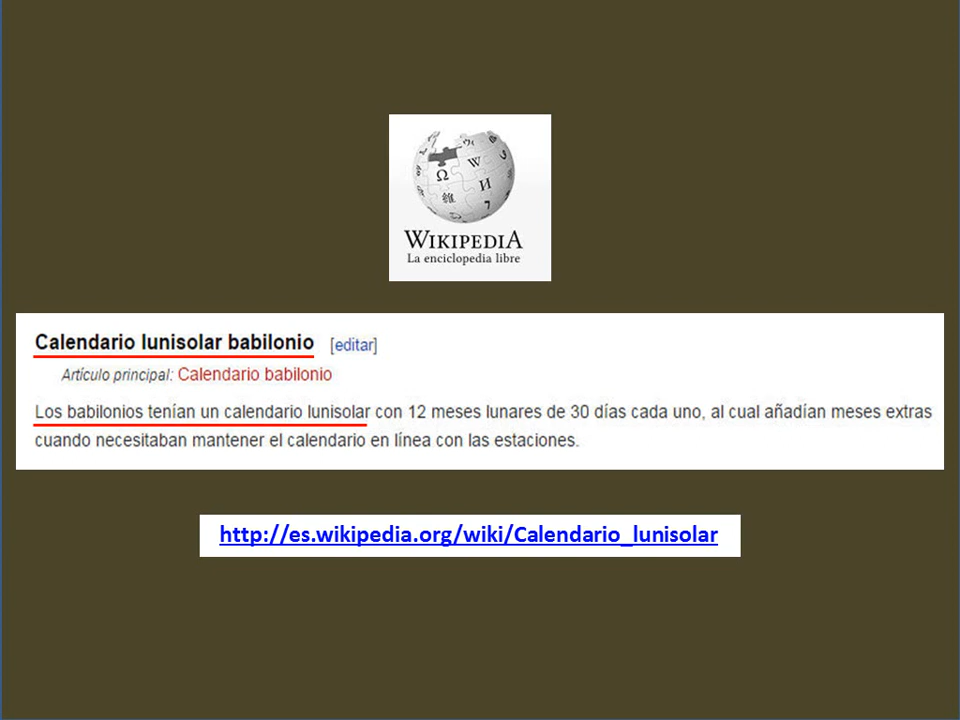 WIKIPEDIA
La enciclopedia libre
Calendario lunisolar babilonio [editar]
Artículo principal: Calendario babilonio
Los babilonios tenían un calendario lunisolar con 12 meses lunares de 30 días cada uno, al cual añadían meses extras
cuando necesitaban mantener el calendario en línea con las estaciones.
http://es.wikipedia.org/wiki/Calendario_lunisolar